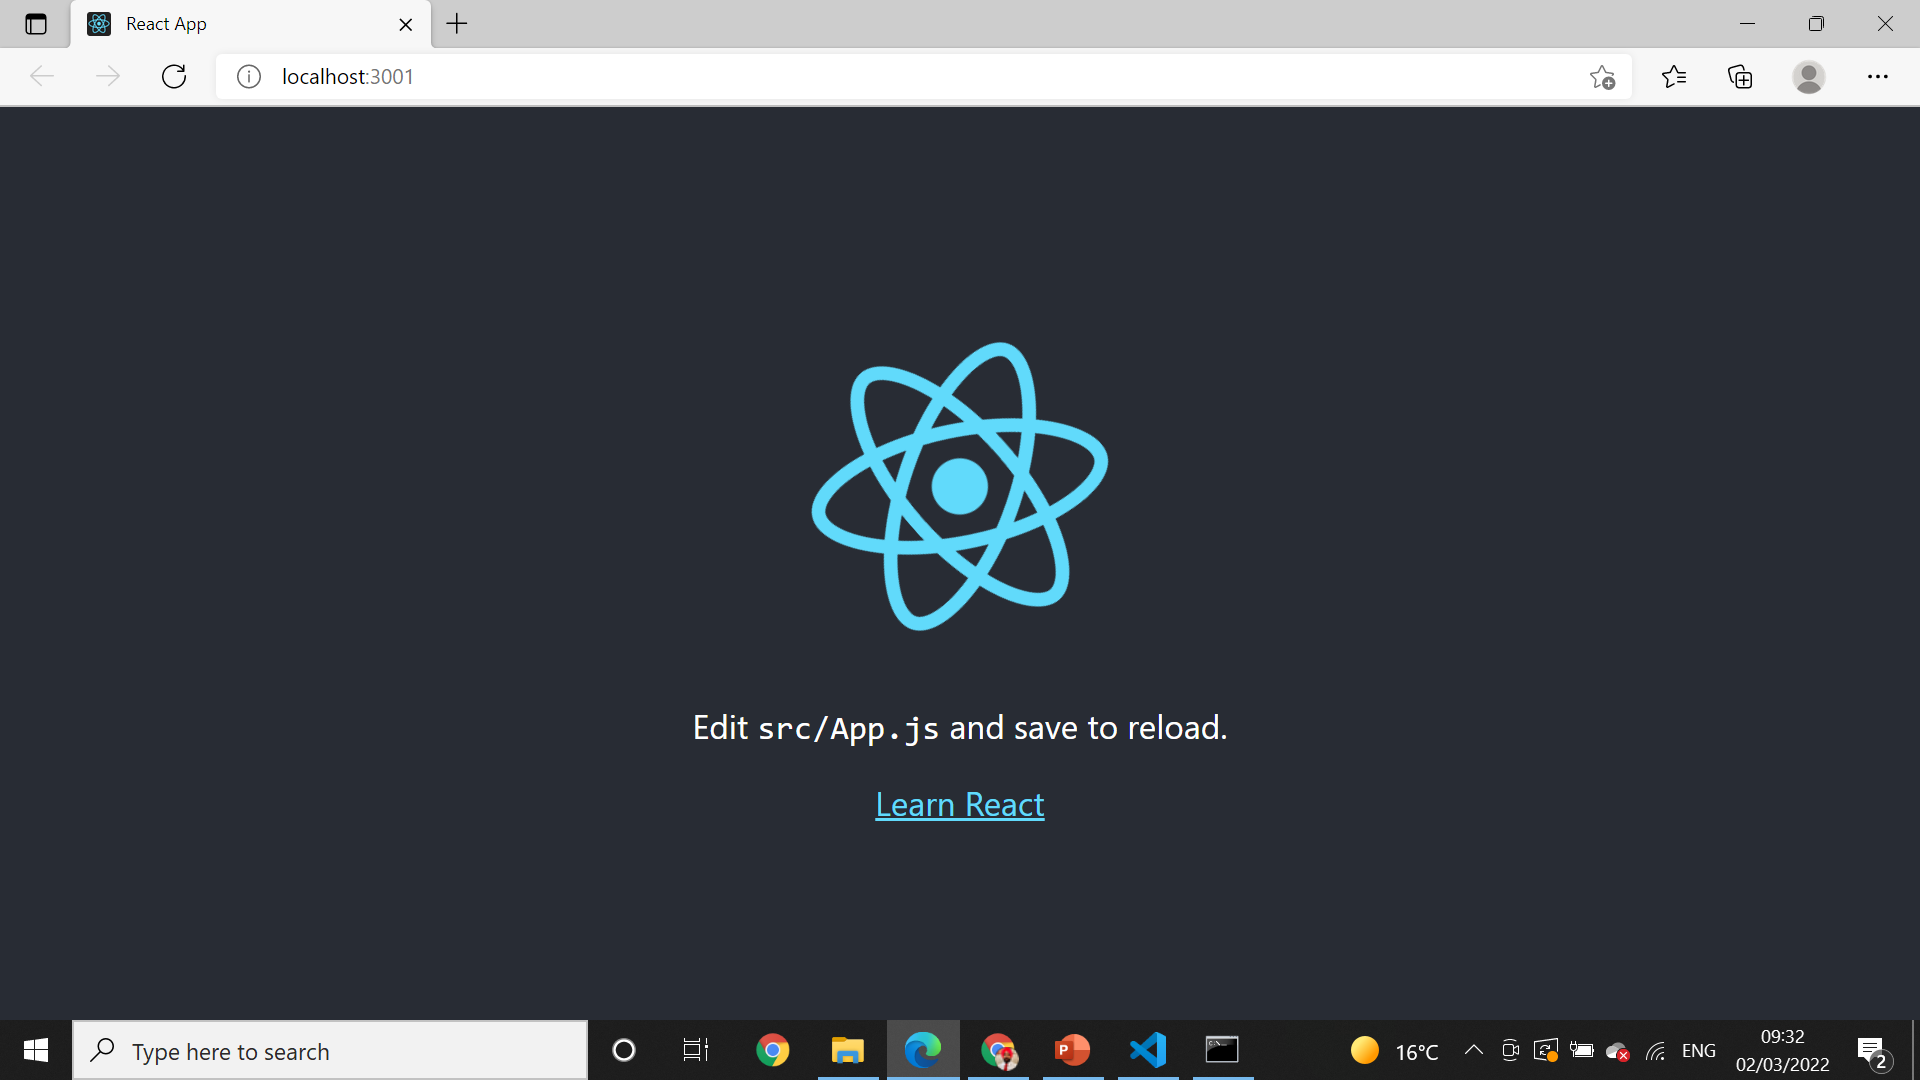 React App
localhost:3001
Edit src/App.js and save to reload.
Learn React
Type here to search
P
C:\_
16°C
ENG
09:32
02/03/2022
2